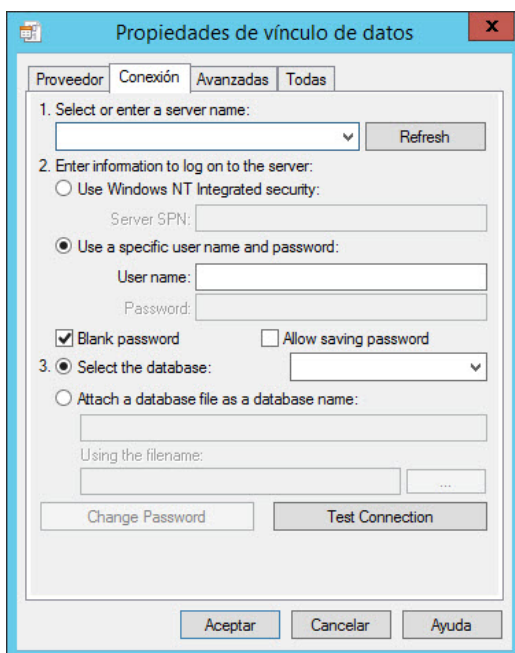 Propiedades de vínculo de datos
x
Proveedor Conexión Avanzadas Todas
1. Select or enter a server name:
Refresh
2. Enter information to log on to the server:
Use Windows NT Integrated security:
Server SPN:
Use a specific user name and password:
User name:
Password:
Blank password Allow saving password
3. Select the database:
Attach a database file as a database name:
Using the filename:
...
Change Password Test Connection
Aceptar Cancelar Ayuda